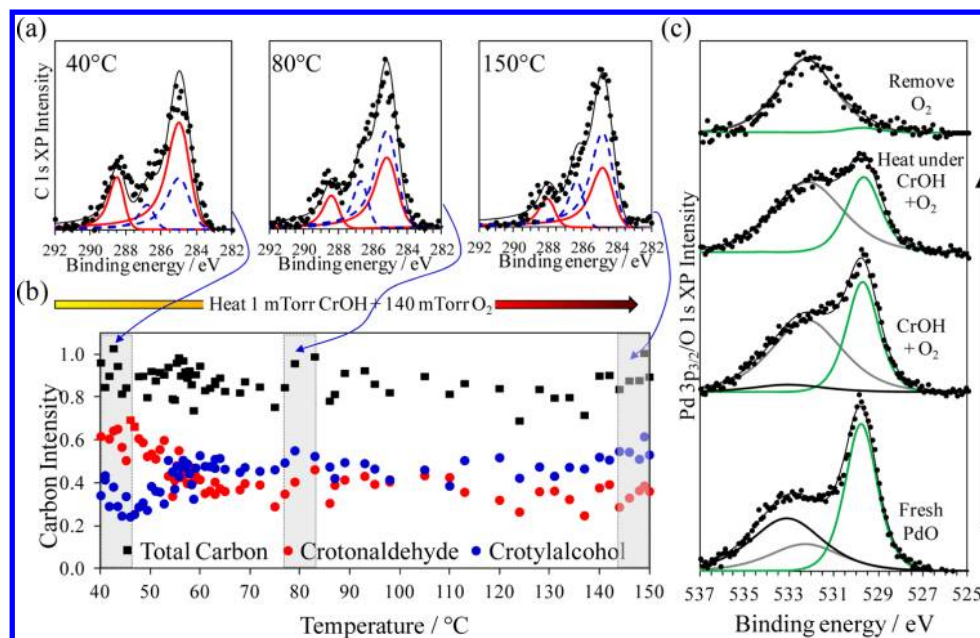 (a)
40°C
80°C
150°C
C 1s XP Intensity
292 290 288 286 284 282
292 290 288 286 284 282
292 290 288 286 284 282
Binding energy / eV
Binding energy / eV
Binding energy / eV
(b)
Heat 1 mTorr CrOH + 140 mTorr O2
Carbon Intensity
1.0
0.8
0.6
0.4
0.2
0.0
Total Carbon
Crotonaldehyde
Crotylalcohol
40 50 60 70 80 90 100 110 120 130 140 150
Temperature / °C
(c)
Pd 3p3/2/O 1s XP Intensity
Remove
O2
Heat under
CrOH
+O2
CrOH
+ O2
Fresh
PdO
537 535 533 531 529 527 525
Binding energy / eV